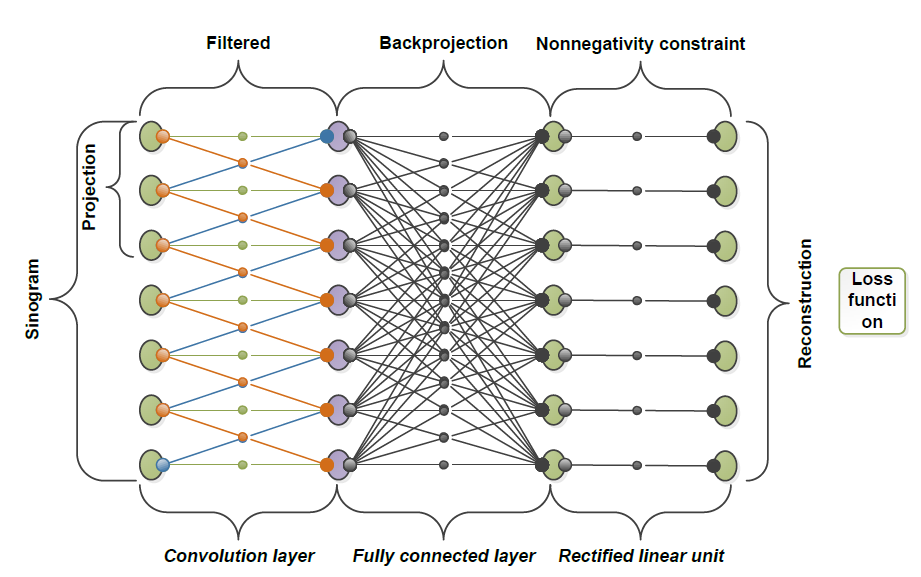 Filtered
Backprojection
Nonnegativity constraint
Projection
Sinogram
Reconstruction
Loss
functi
on
Convolution layer
Fully connected layer
Rectified linear unit